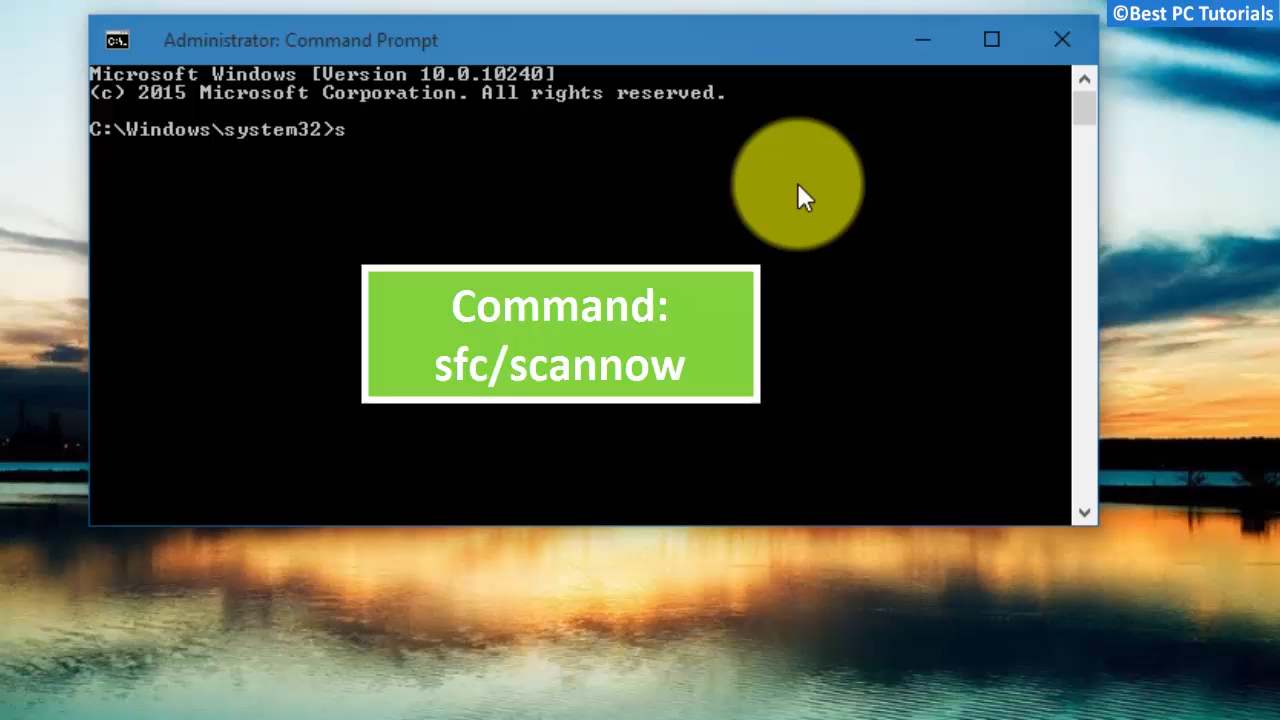 ©Best PC Tutorials
Administrator: Command Prompt
Microsoft Windows [Version 10.0.10240]
(c) 2015 Microsoft Corporation. All rights reserved.
C:\Windows\system32>s
Command:
sfc/scannow